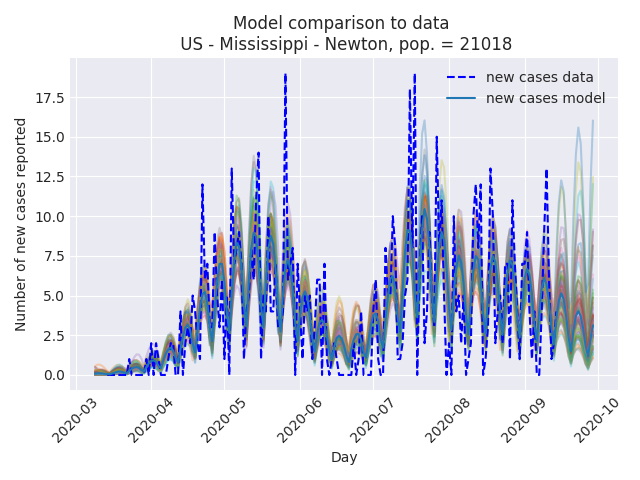 Model comparison to data
US - Mississippi - Newton, pop. = 21018
new cases data
new cases model
Number of new cases reported
17.5
15.0
12.5
10.0
7.5
5.0
2.5
0.0
2020-03
2020-04
2020-05
2020-06
2020-07
2020-08
2020-09
2020-10
Day